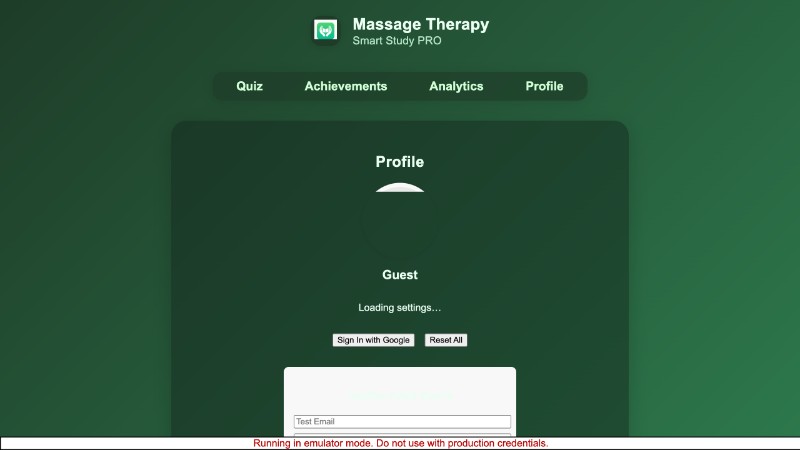 Massage Therapy
Smart Study PRO
Quiz Achievements Analytics Profile
Profile
Guest
Loading settings…
Sign In with Google Reset All
Test Email
Running in emulator mode. Do not use with production credentials.